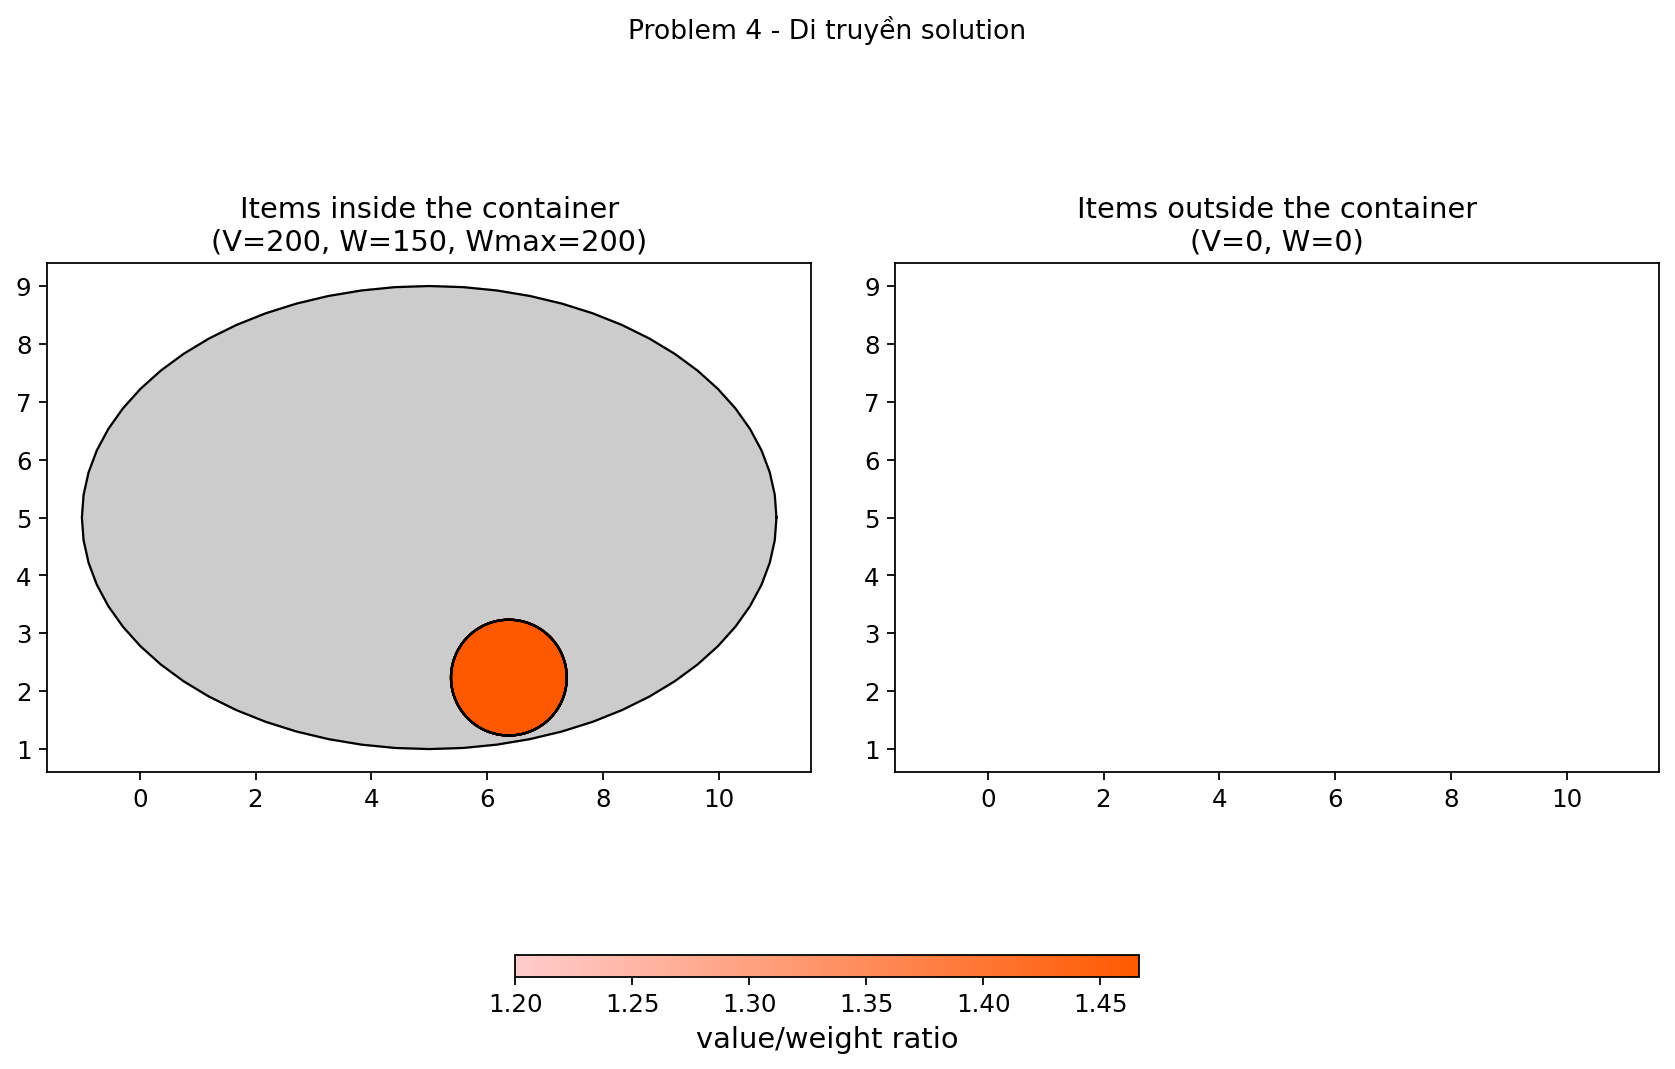 Problem 4 - Di truyền solution
Items inside the container
(V=200, W=150, Wmax=200)
Items outside the container
(V=0, W=0)
9
8
7
6
5
4
3
2
1
0 2 4 6 8 10
9
8
7
6
5
4
3
2
1
0 2 4 6 8 10
1.20 1.25 1.30 1.35 1.40 1.45
value/weight ratio